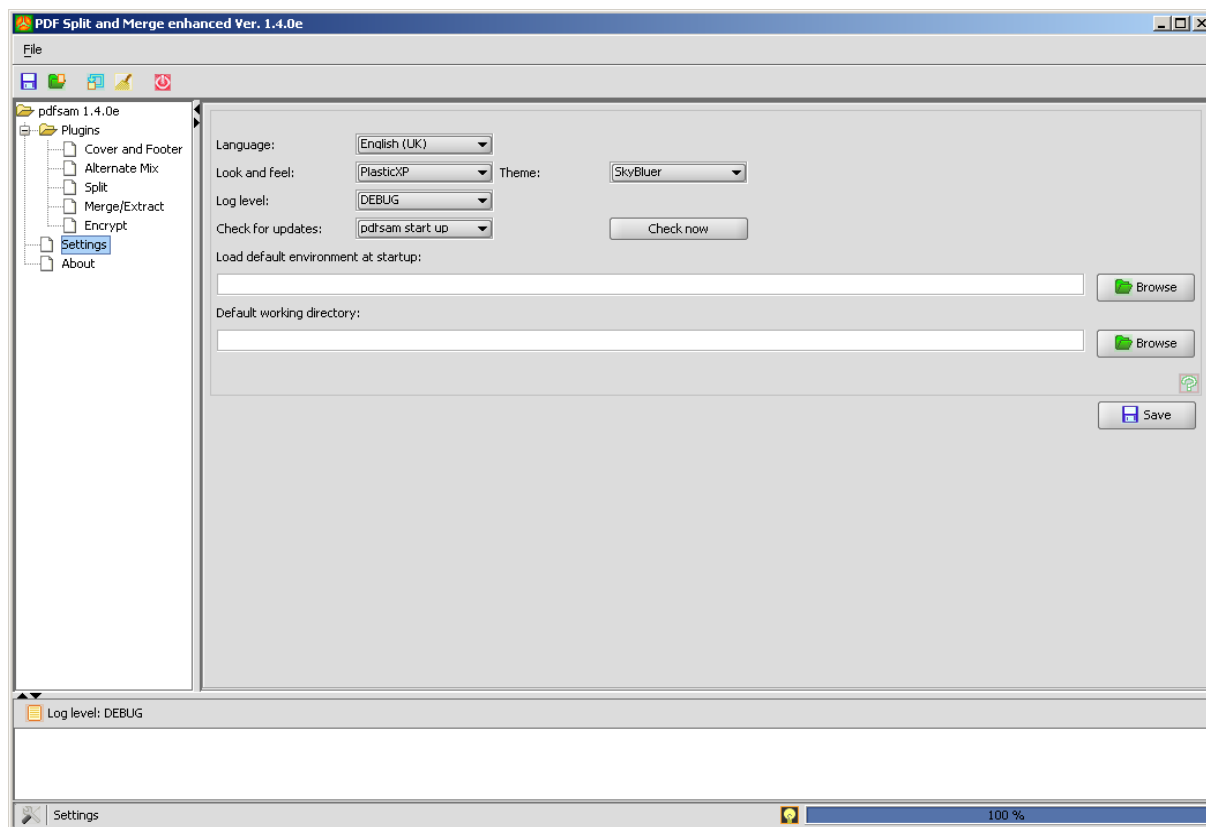 PDF Split and Merge enhanced Ver. 1.4.0e
File
pdfsam 1.4.0e
Plugins
Cover and Footer
Alternate Mix
Split
Merge/Extract
Encrypt
Settings
About
Language: English (UK)
Look and feel: PlasticXP Theme: SkyBluer
Log level: DEBUG
Check for updates: pdfsam start up Check now
Load default environment at startup:
Browse
Default working directory:
Browse
Save
Log level: DEBUG
Settings 100 %